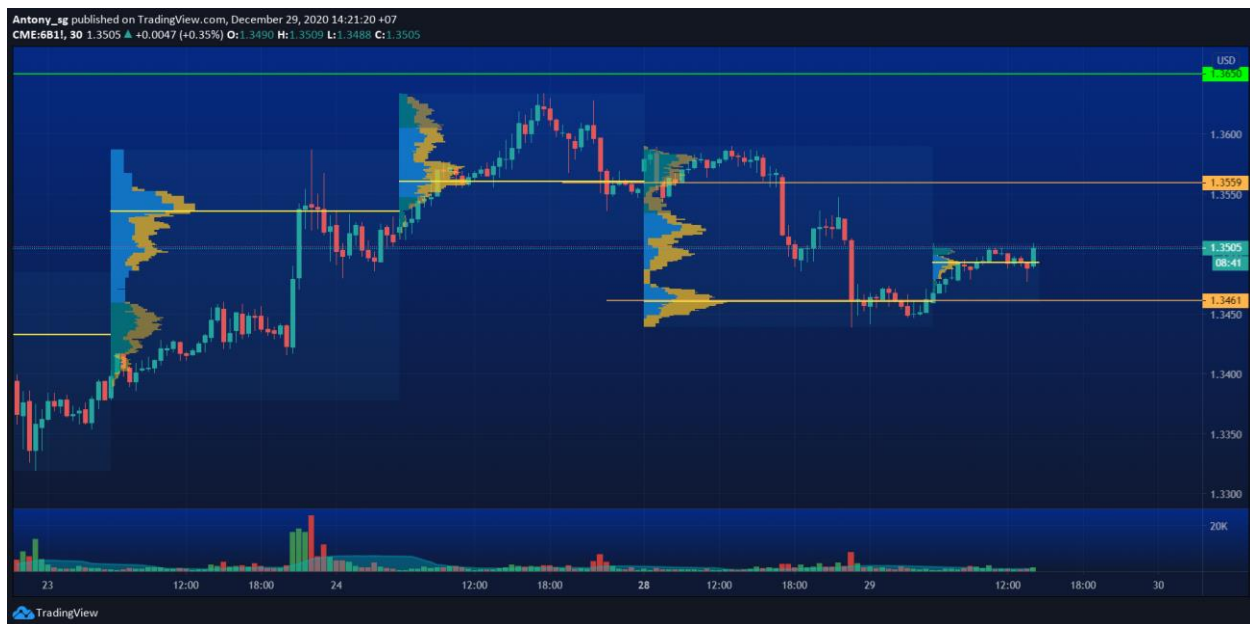 Antony_sg published on TradingView.com, December 29, 2020 14:21:20 +07
CME:6B1!, 30 1.3505 ▲ +0.0047 (+0.35%) O:1.3490 H:1.3509 L:1.3488 C:1.3505
USD
1.3650
1.3600
1.3559
1.3550
1.3505
08:41
1.3461
1.3450
1.3400
1.3350
1.3300
20K
23 12:00 18:00 24 12:00 18:00 28 12:00 18:00 29 12:00 18:00 30
TradingView